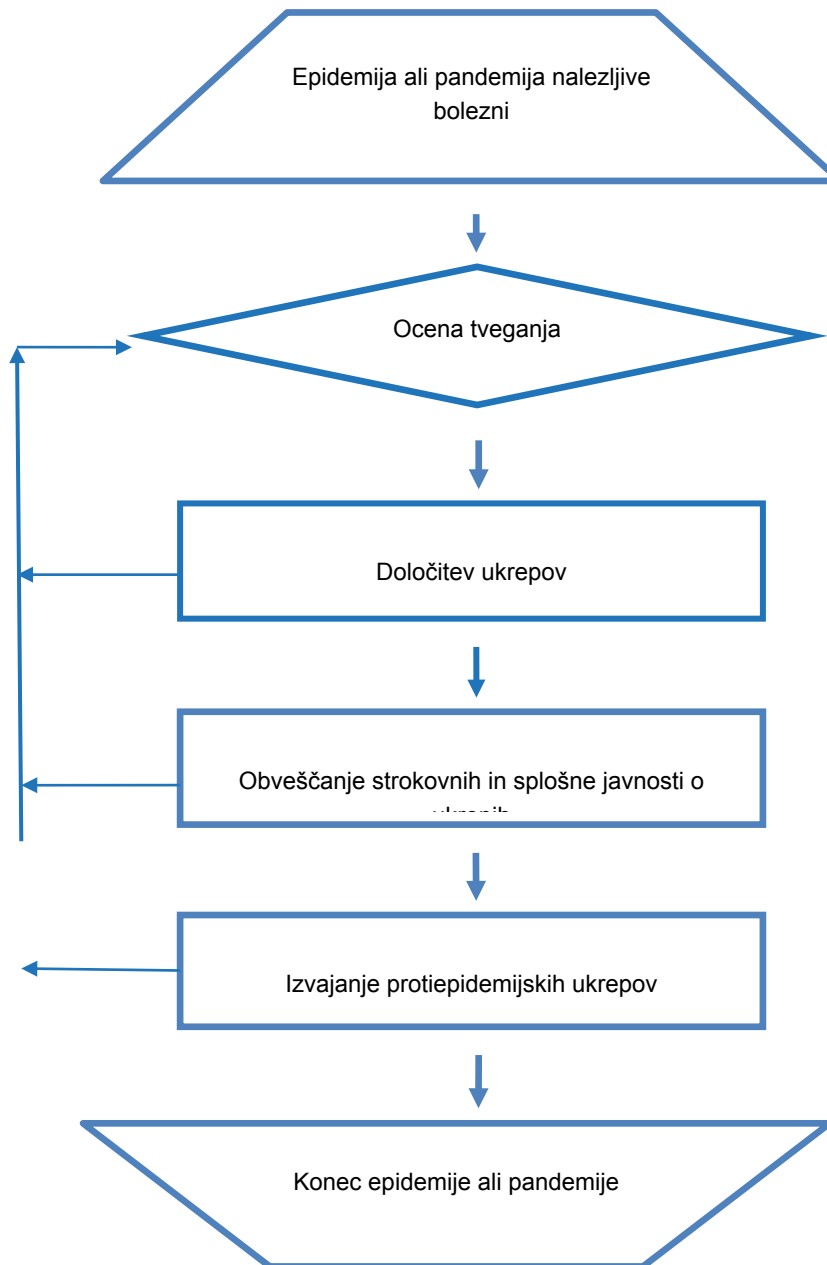 Epidemija ali pandemija nalezljive
bolezni
Ocena tveganja
Določitev ukrepov
Obveščanje strokovnih in splošne javnosti o
Izvajanje protiepidemijskih ukrepov
Konec epidemije ali pandemije